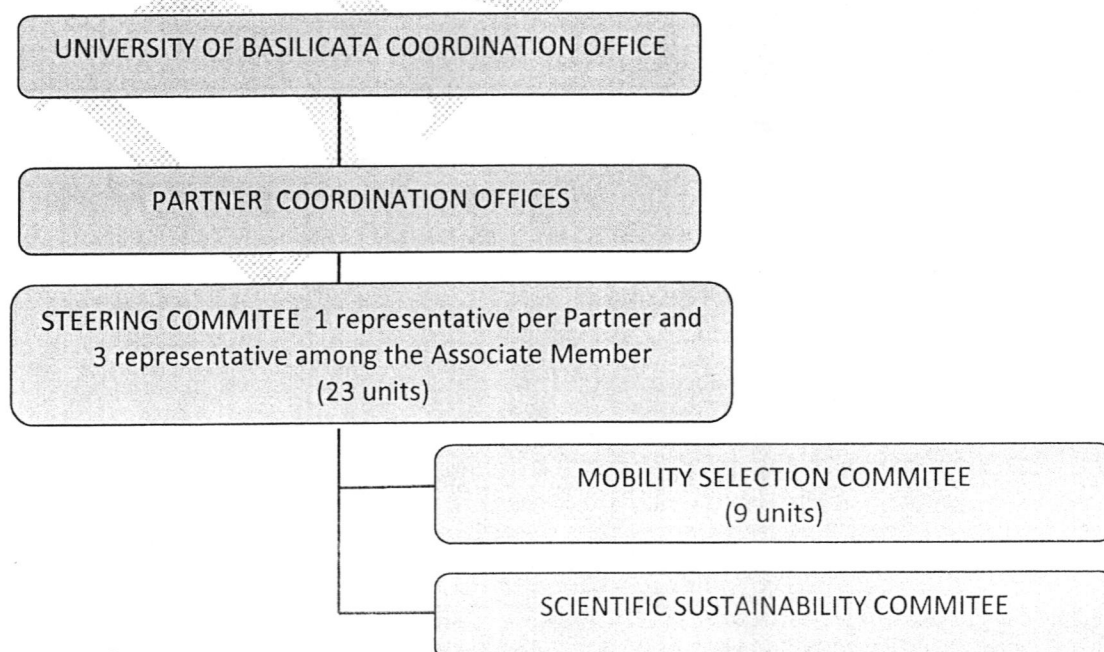 UNIVERSITY OF BASILICATA COORDINATION OFFICE
PARTNER COORDINATION OFFICES
STEERING COMMITEE 1 representative per Partner and
3 representative among the Associate Member
(23 units)
MOBILITY SELECTION COMMITEE
(9 units)
SCIENTIFIC SUSTAINABILITY COMMITEE